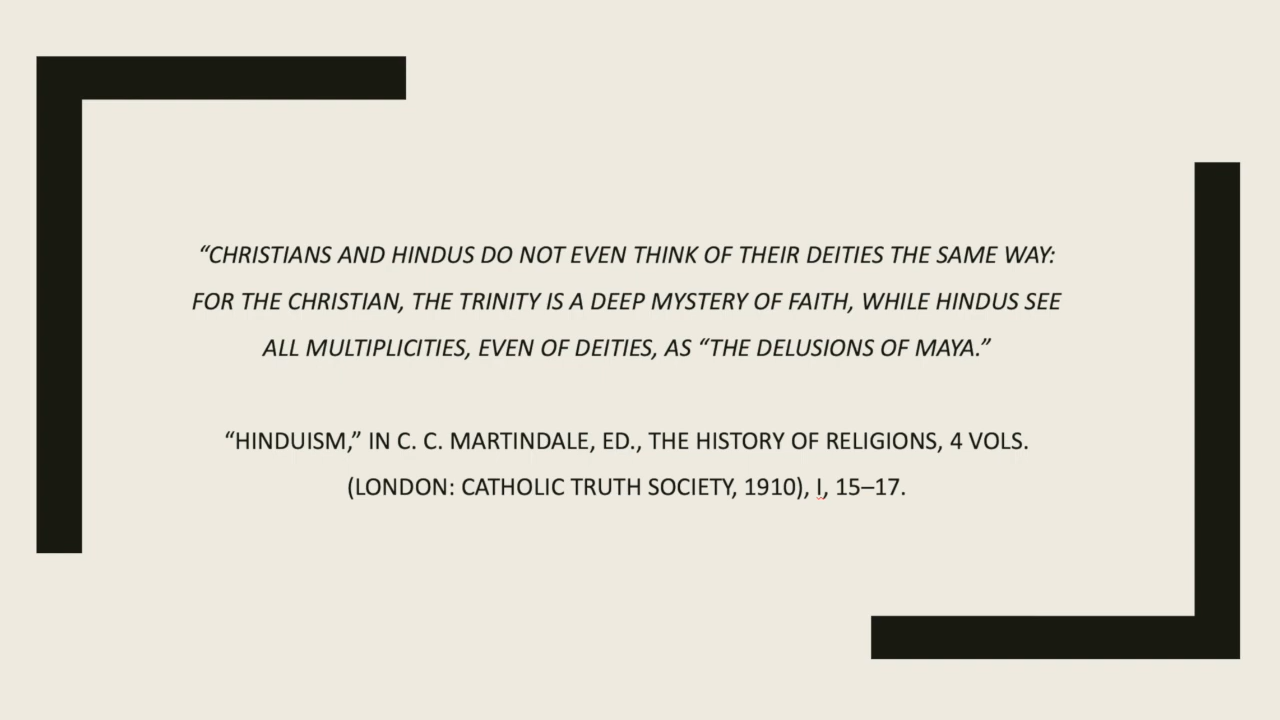 “CHRISTIANS AND HINDUS DO NOT EVEN THINK OF THEIR DEITIES THE SAME WAY:
FOR THE CHRISTIAN, THE TRINITY IS A DEEP MYSTERY OF FAITH, WHILE HINDUS SEE
ALL MULTIPLICITIES, EVEN OF DEITIES, AS “THE DELUSIONS OF MAYA.”
“HINDUISM,” IN C. C. MARTINDALE, ED., THE HISTORY OF RELIGIONS, 4 VOLS.
(LONDON: CATHOLIC TRUTH SOCIETY, 1910), I, 15–17.